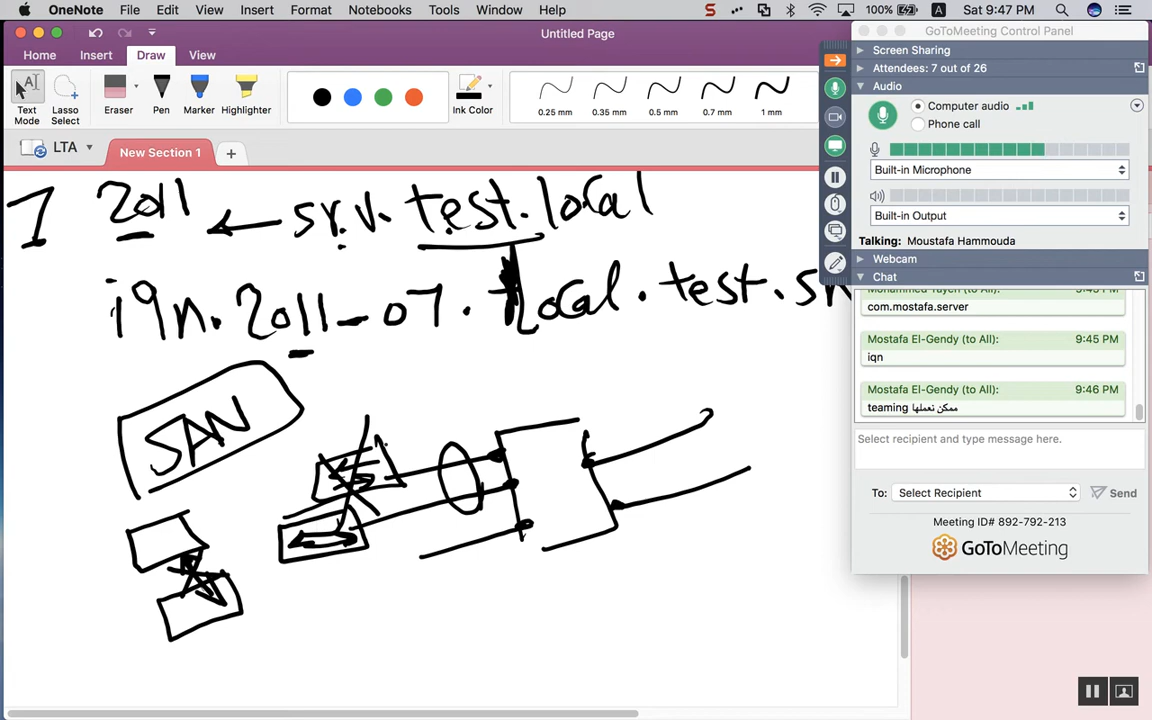 OneNote File Edit View Insert Format Notebooks Tools Window Help 100% A Sat 9:47 PM
Untitled Page
Home Insert Draw View
Text Mode
Lasso Select
Eraser
Pen
Marker
Highlighter
Ink Color
0.25 mm 0.35 mm 0.5 mm 0.7 mm 1 mm
LTA
New Section 1
1 2011 ← srv.test.local
iqn.2011-07.local.test.
SAN
GoToMeeting Control Panel
Screen Sharing
Attendees: 7 out of 26
Audio
Computer audio
Phone call
Built-in Microphone
Built-in Output
Talking: Moustafa Hammouda
Webcam
Chat
com.mostafa.server
Mostafa El-Gendy (to All): 9:45 PM
iqn
Mostafa El-Gendy (to All): 9:46 PM
ممكن نعملها teaming
Select recipient and type message here.
To: Select Recipient Send
Meeting ID# 892-792-213
GoToMeeting